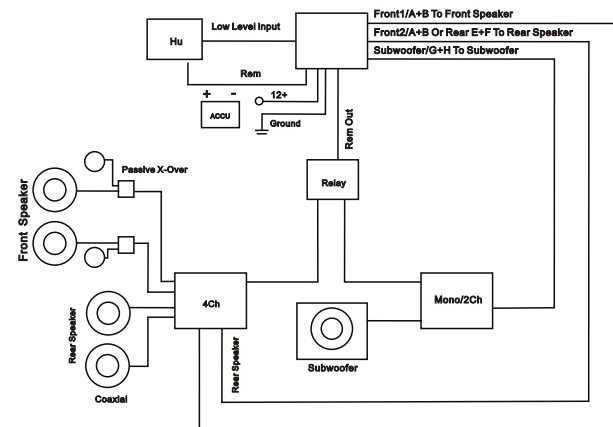 Front1/A+B To Front Speaker
Hu
Low Level Input
Front2/A+B Or Rear E+F To Rear Speaker
Subwoofer/G+H To Subwoofer
Rem
+ -
12+
ACCU
Ground
Rem Out
Passive X-Over
Relay
Front Speaker
4Ch
Mono/2Ch
Rear Speaker
Rear Speaker
Subwoofer
Coaxial